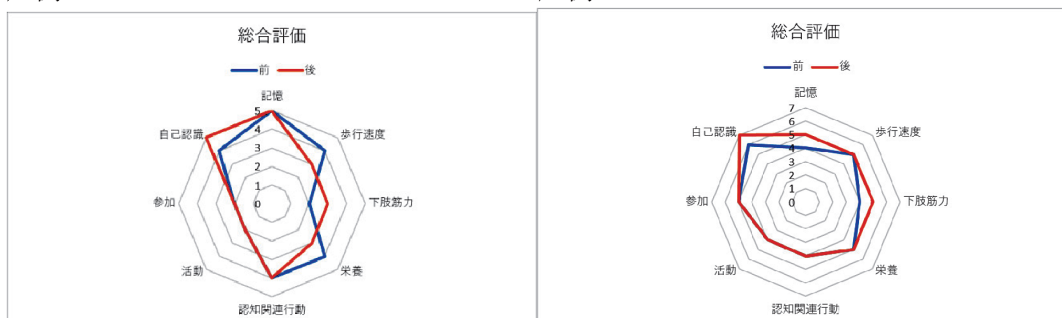 総合評価
前 後
記憶
5
自己認識 歩行速度
4
3
2
1
参加 0 下肢筋力
活動 栄養
認知関連行動
総合評価
前 後
記憶
7
6
自己認識 歩行速度
5
4
3
2
1
参加 0 下肢筋力
活動 栄養
認知関連行動